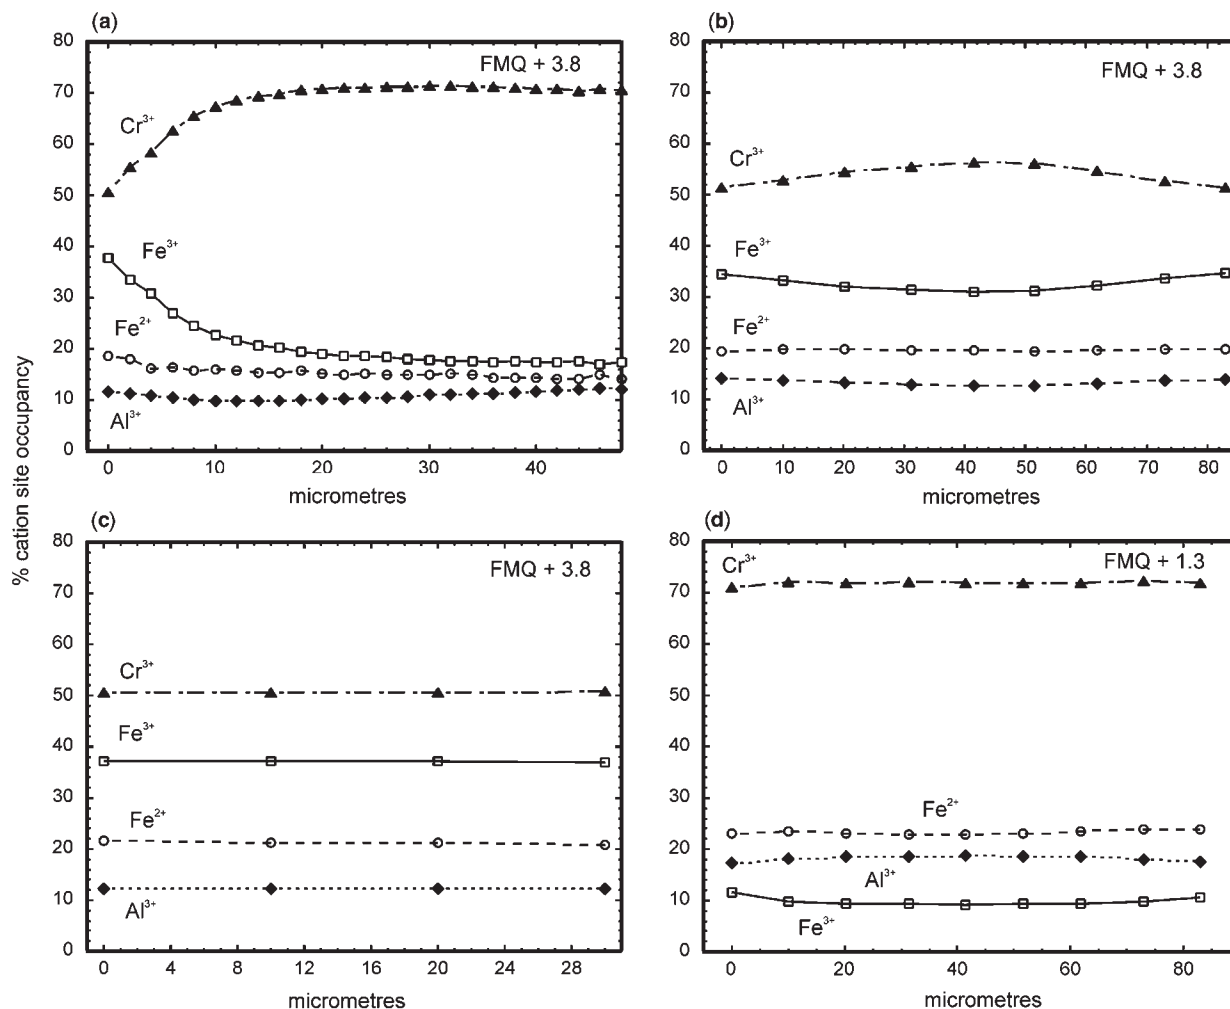 (a)
80
70
60
50
40
30
20
10
0
FMQ + 3.8
Cr³⁺
Fe³⁺
Fe²⁺
Al³⁺
0 10 20 30 40
micrometres
(b)
80
70
60
50
40
30
20
10
0
FMQ + 3.8
Cr³⁺
Fe³⁺
Fe²⁺
Al³⁺
0 10 20 30 40 50 60 70 80
micrometres
% cation site occupancy
(c)
80
70
60
50
40
30
20
10
0
FMQ + 3.8
Cr³⁺
Fe³⁺
Fe²⁺
Al³⁺
0 4 8 12 16 20 24 28
micrometres
(d)
80
70
60
50
40
30
20
10
0
FMQ + 1.3
Cr³⁺
Fe²⁺
Al³⁺
Fe³⁺
0 20 40 60 80
micrometres